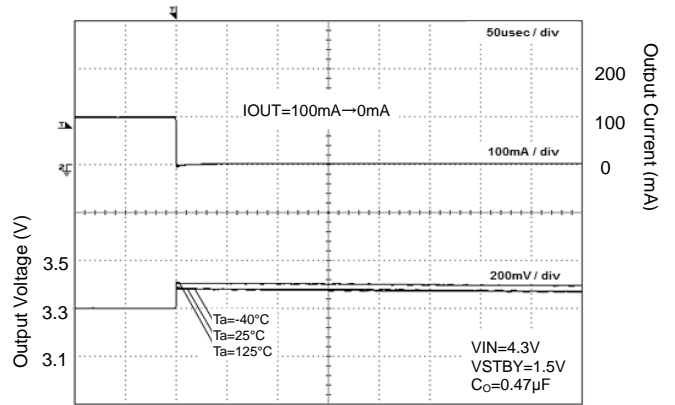 50usec / div
200
IOUT=100mA→0mA
100
100mA / div
0
Output Current (mA)
Output Voltage (V)
3.5
200mV / div
3.3
Ta=-40°C
Ta=25°C
Ta=125°C
3.1
VIN=4.3V
VSTBY=1.5V
C₀=0.47µF